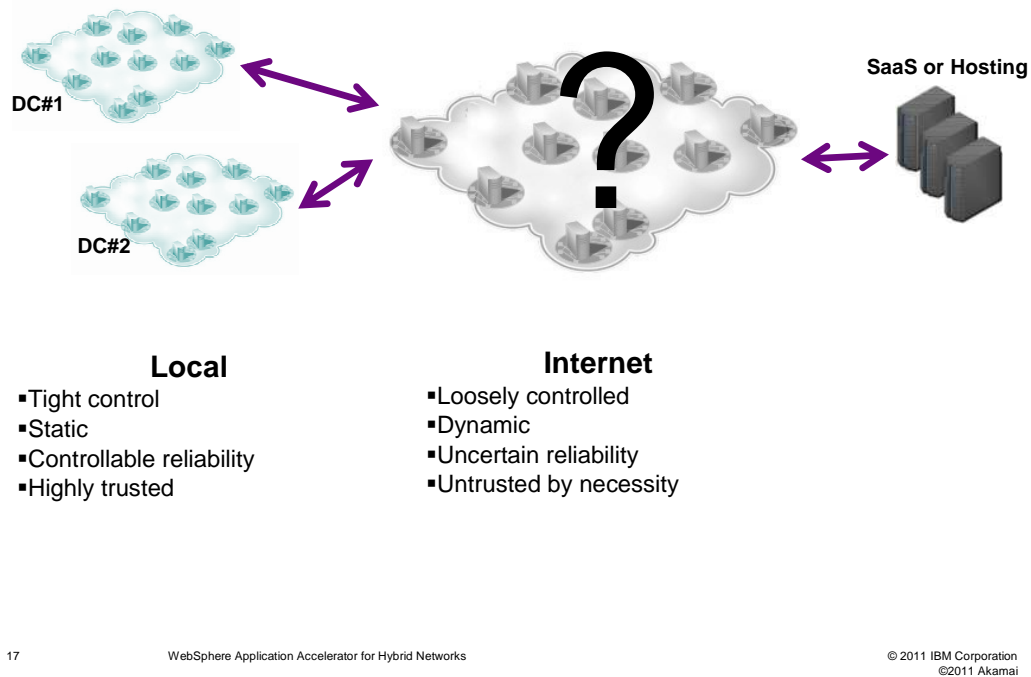 SaaS or Hosting
DC#1
DC#2
?
Local
▪Tight control
▪Static
▪Controllable reliability
▪Highly trusted
Internet
▪Loosely controlled
▪Dynamic
▪Uncertain reliability
▪Untrusted by necessity
17
WebSphere Application Accelerator for Hybrid Networks
© 2011 IBM Corporation
©2011 Akamai